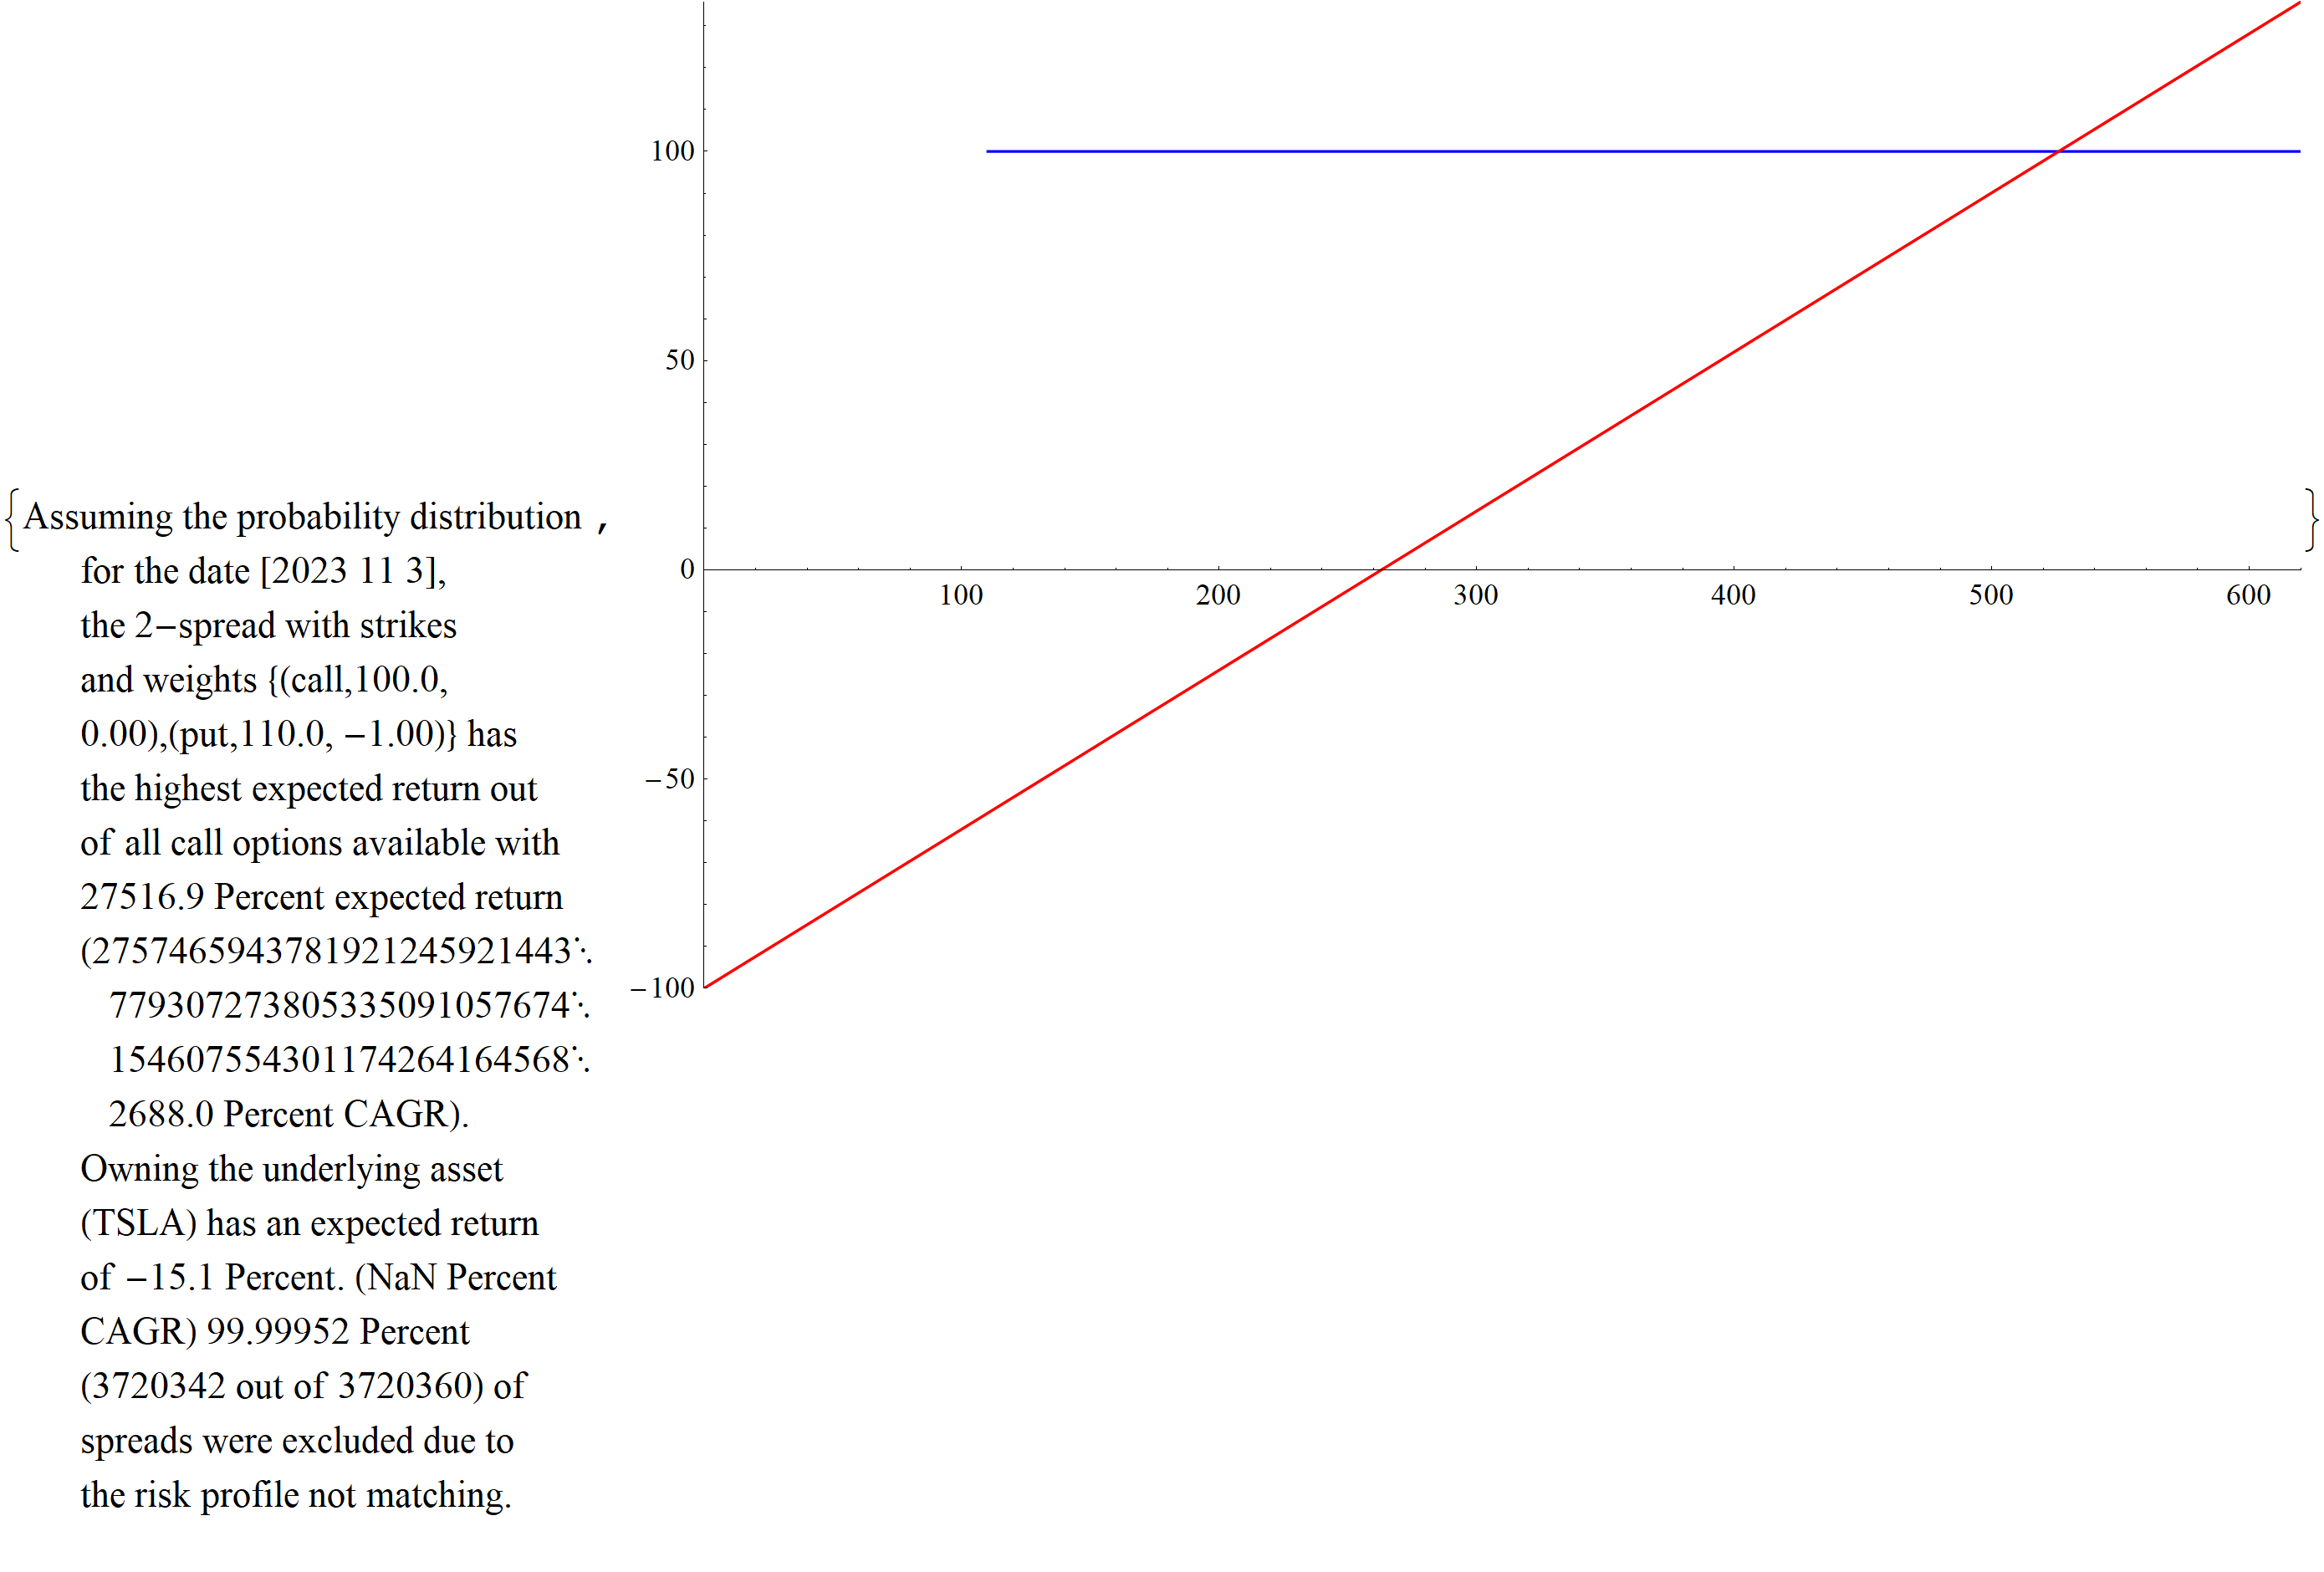 {Assuming the probability distribution ,
for the date [2023 11 3],
the 2−spread with strikes
and weights {(call,100.0,
0.00),(put,110.0, −1.00)} has
the highest expected return out
of all call options available with
27516.9 Percent expected return
(2757465943781921245921443⋱
779307273805335091057674⋱
154607554301174264164568⋱
2688.0 Percent CAGR).
Owning the underlying asset
(TSLA) has an expected return
of −15.1 Percent. (NaN Percent
CAGR) 99.99952 Percent
(3720342 out of 3720360) of
spreads were excluded due to
the risk profile not matching.
100
50
0
−50
−100
100 200 300 400 500 600
}